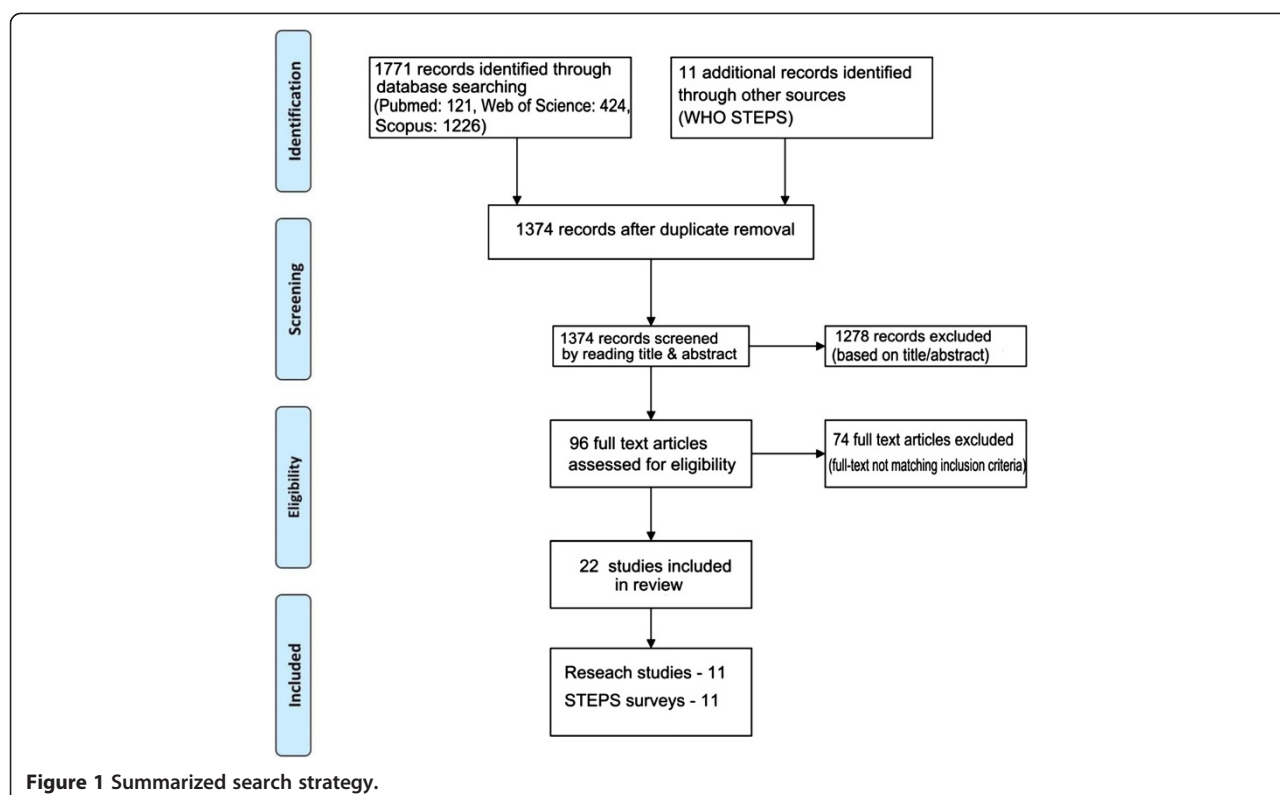 Identification
1771 records identified through
database searching
(Pubmed: 121, Web of Science: 424,
Scopus: 1226)
11 additional records identified
through other sources
(WHO STEPS)
1374 records after duplicate removal
Screening
1374 records screened
by reading title & abstract
1278 records excluded
(based on title/abstract)
Eligibility
96 full text articles
assessed for eligibility
74 full text articles excluded
(full-text not matching inclusion criteria)
22 studies included
in review
Included
Reseach studies - 11
STEPS surveys - 11
Figure 1 Summarized search strategy.